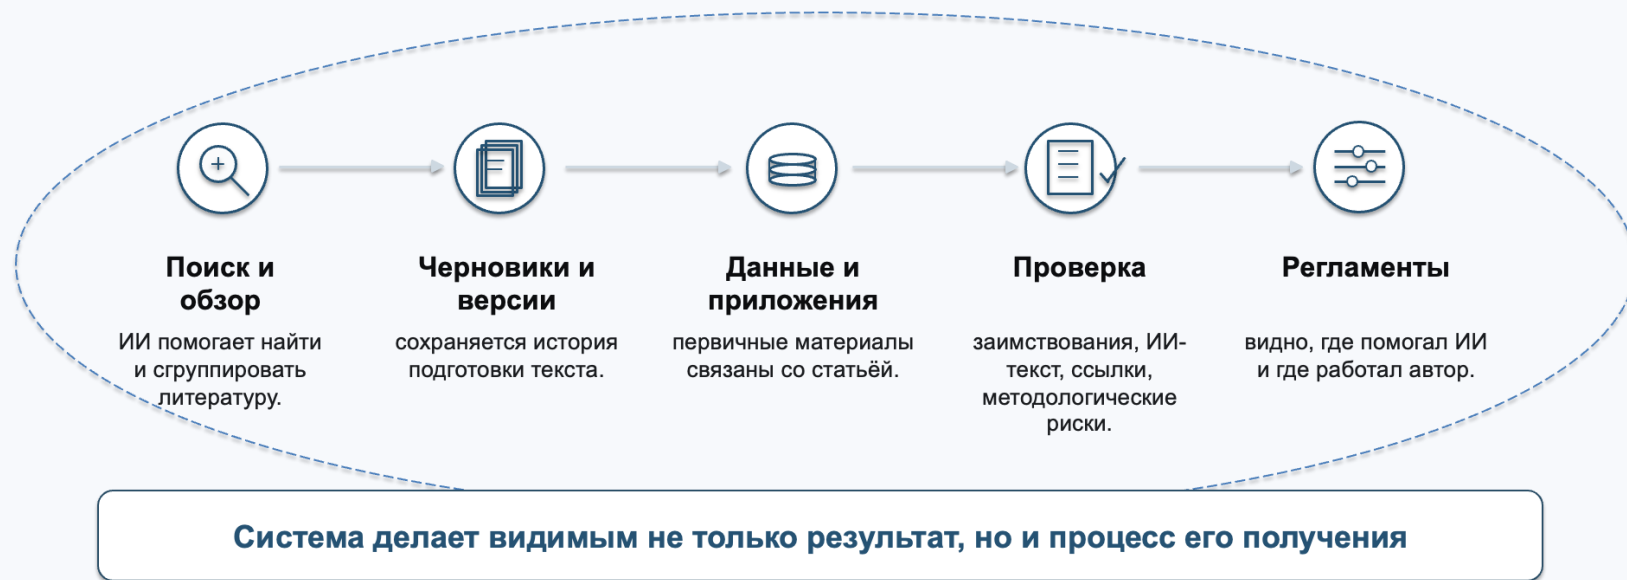 Поиск и
обзор
ИИ помогает найти
и сгруппировать
литературу.
Черновики и
версии
сохраняется история
подготовки текста.
Данные и
приложения
первичные материалы
связаны со статьёй.
Проверка
заимствования, ИИ-
текст, ссылки,
методологические
риски.
Регламенты
видно, где помогал ИИ
и где работал автор.
Система делает видимым не только результат, но и процесс его получения